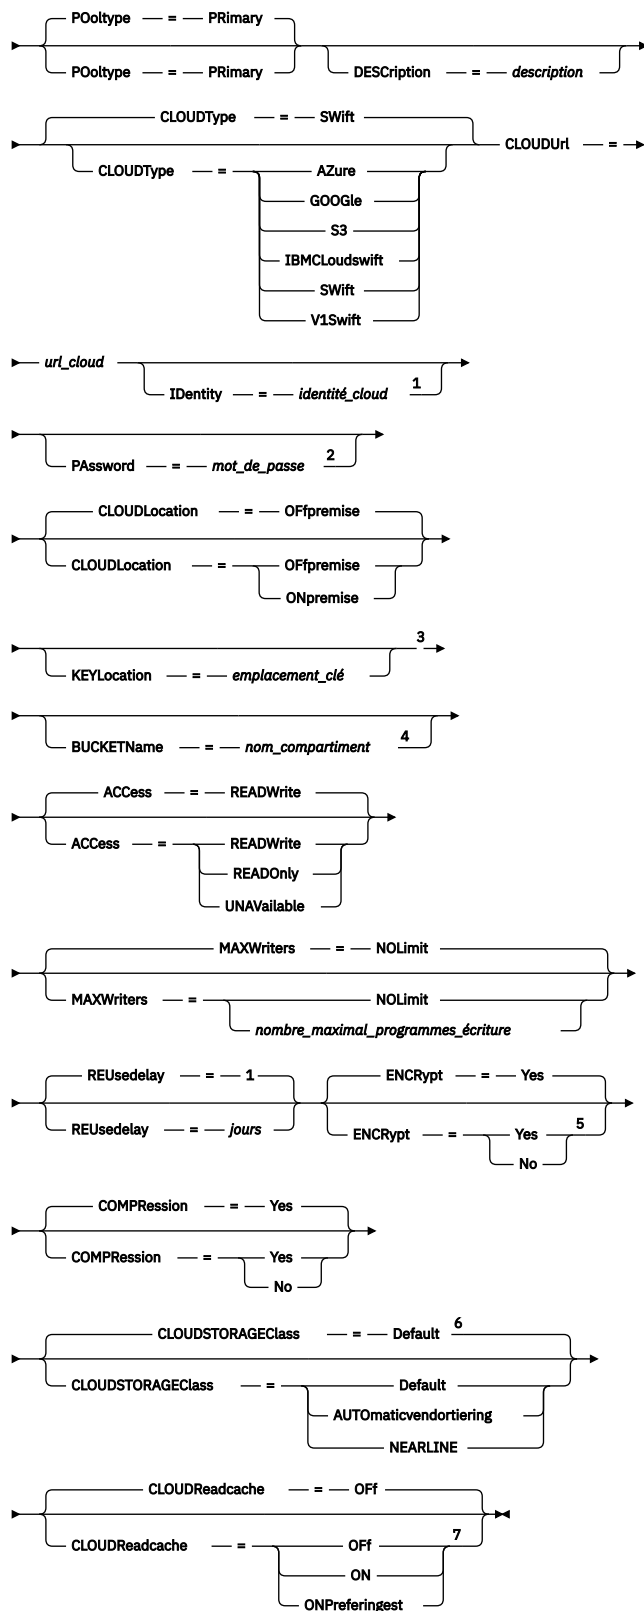 POoltype = PRimary
POoltype = PRimary DESCription = description
CLOUDType = SWift
CLOUDUrl =
CLOUDType = AZure
GOOGle
S3
IBMCLoudswift
SWift
V1Swift
url_cloud
IDentity = identité_cloud 1
PAssword = mot_de_passe 2
CLOUDLocation = OFfpremise
CLOUDLocation = OFfpremise
ONpremise
3
KEYLocation = emplacement_clé
BUCKETName = nom_compartiment 4
ACCess = READWrite
ACCess = READWrite
READOnly
UNAVailable
MAXWriters = NOLimit
MAXWriters = NOLimit
nombre_maximal_programmes_écriture
REUsedelay = 1 ENCRypt = Yes
REUsedelay = jours ENCRypt = Yes 5
No
COMPRession = Yes
COMPRession = Yes
No
CLOUDSTORAGEClass = Default 6
CLOUDSTORAGEClass = Default
AUTOmaticvendortiering
NEARLINE
CLOUDReadcache = OFf
CLOUDReadcache = OFf 7
ON
ONPreferingest